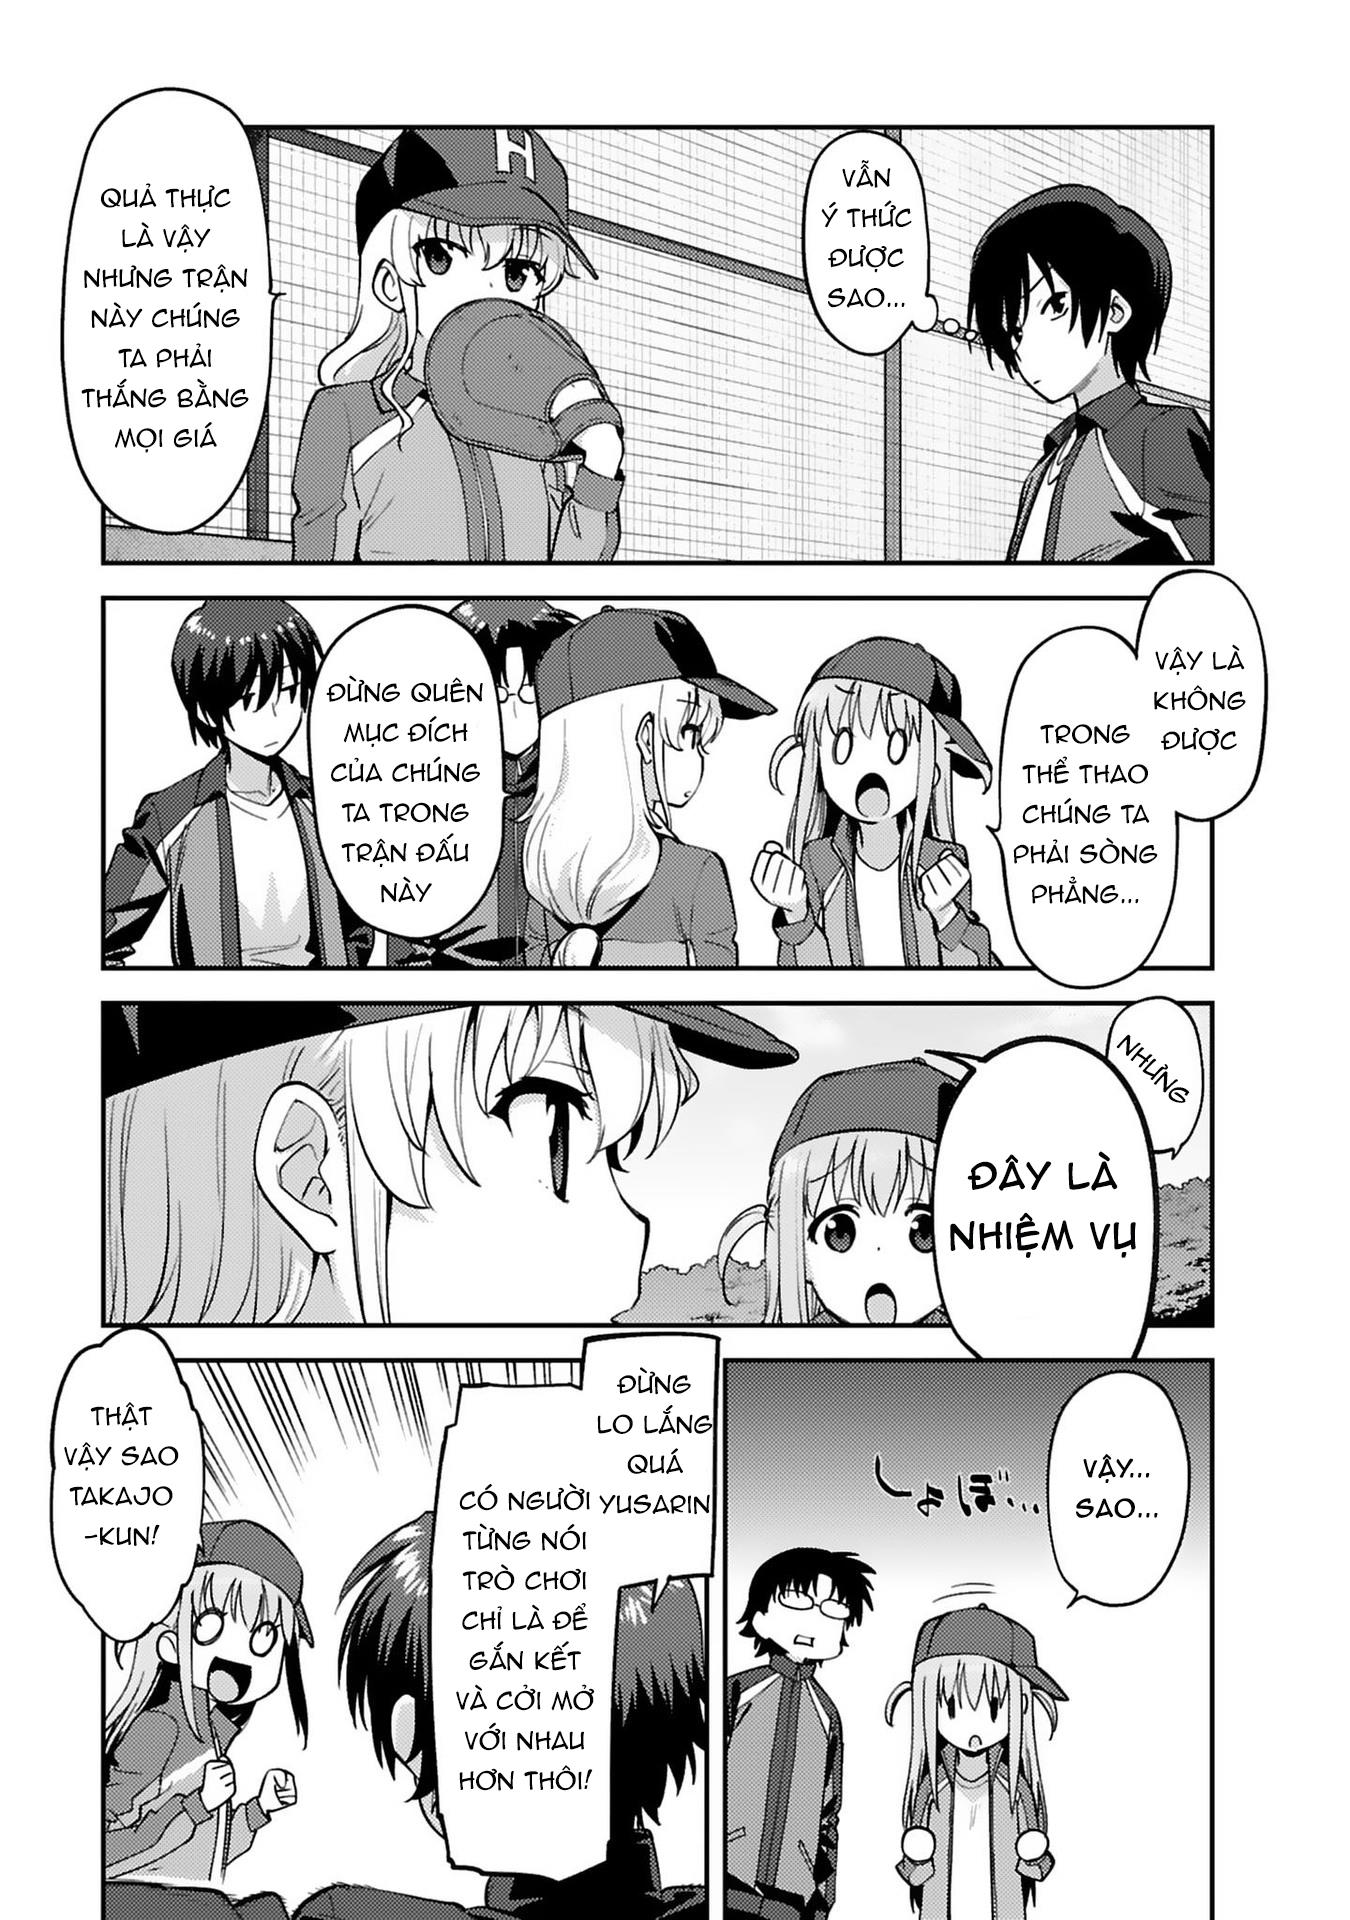 VẪN
Ý THỨC
ĐƯỢC
SAO...
H
QUẢ THỰC
LÀ VẬY
NHƯNG TRẬN
NÀY CHÚNG
TA PHẢI
THẮNG BẰNG
MỌI GIÁ
VẬY LÀ
KHÔNG
ĐƯỢC
TRONG
THỂ THAO
CHÚNG TA
PHẢI SÒNG
PHẲNG...
ĐỪNG QUÊN
MỤC ĐÍCH
CỦA CHÚNG
TA TRONG
TRẬN ĐẤU
NÀY
NHƯNG
ĐÂY LÀ
NHIỆM VỤ
VẬY...
SAO...
しょぼ...
ĐỪNG
LO LẮNG
QUÁ
YUSARIN
CÓ NGƯỜI
TỪNG NÓI
TRÒ CHƠI
CHỈ LÀ ĐỂ
GẮN KẾT
VÀ CỞI MỞ
VỚI NHAU
HƠN THÔI!
THẬT
VẬY SAO
TAKAJO
-KUN!